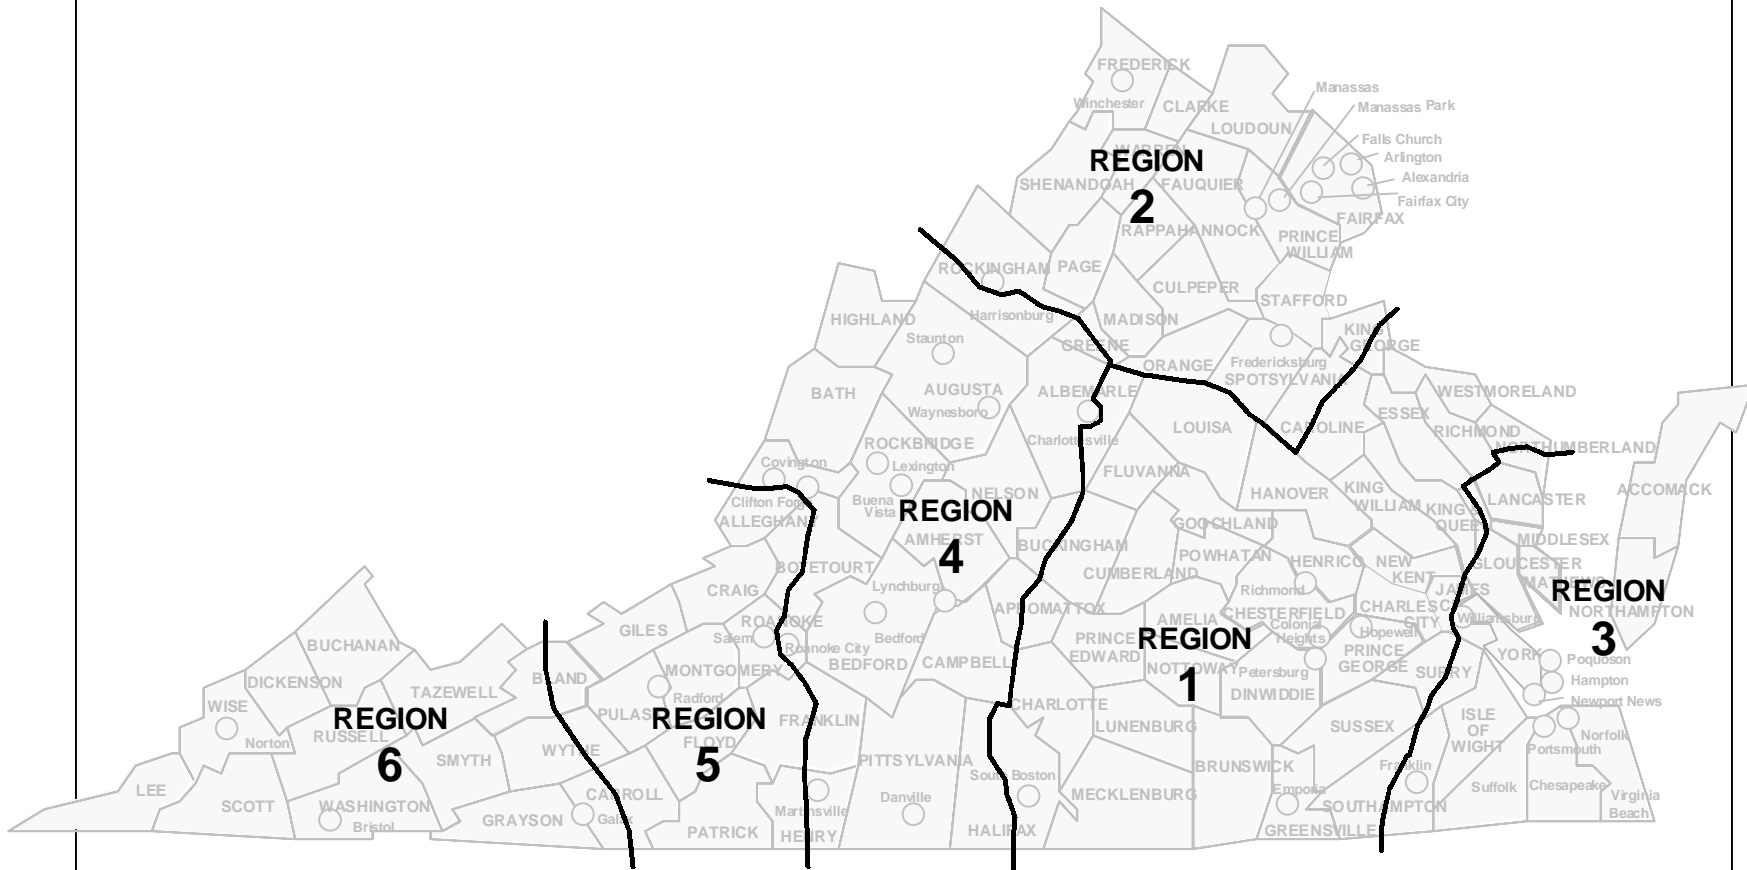 FREDERICK
Winchester
CLARKE
LOUDOUN
Manassas
Manassas Park
Falls Church
Arlington
Alexandria
Fairfax City
FAIRFAX
WARREN
REGION
2
SHENANDOAH
FAUQUIER
RAPPAHANNOCK
PRINCE
WILLIAM
ROCKINGHAM
PAGE
CULPEPER
STAFFORD
HIGHLAND
Harrisonburg
MADISON
KING
GEORGE
Staunton
GREENE
ORANGE
Fredericksburg
SPOTSYLVANIA
BATH
AUGUSTA
Waynesboro
ALBEMARLE
WESTMORELAND
ESSEX
RICHMOND
NORTHUMBERLAND
Charlottesville
LOUISA
CAROLINE
ROCKBRIDGE
Lexington
Covington
Clifton Forg
ALLEGHANY
Buena
Vista
NELSON
FLUVANNA
HANOVER
KING
WILLIAM
KING
QUEE
LANCASTER
ACCOMACK
REGION
4
AMHERST
BUCKINGHAM
GOOCHLAND
POWHATAN
HENRICO
NEW
KENT
MIDDLESEX
GLOUCESTER
MATHEWS
BOTETOURT
CRAIG
Lynchburg
CUMBERLAND
Richmond
JAMES
REGION
3
NORTHAMPTON
APPOMATTOX
AMELIA
CHESTERFIELD
Colonial
Heights
CHARLES C
CITY
Williamsburg
Hopewell
ROANOKE
Salem
Roanoke City
Bedford
BEDFORD
CAMPBELL
PRINCE
EDWARD
REGION
1
NOTTOWAY
Petersburg
DINWIDDIE
PRINCE
GEORGE
SURRY
YORK
Poquoson
Hampton
Newport News
BUCHANAN
GILES
DICKENSON
TAZEWELL
BLAND
MONTGOMERY
Radford
PULAS
WISE
Norton
REGION
6
RUSSELL
REGION
5
FLOYD
FRANKLIN
CHARLOTTE
LUNENBURG
SUSSEX
ISLE
OF
WIGHT
Norfolk
Portsmouth
SMYTH
WYTHE
PITTSYLVANIA
South Boston
BRUNSWICK
Franklin
Suffolk
Chesapeake
Virginia
Beach
LEE
SCOTT
WASHINGTON
Bristol
GRAYSON
CARROLL
Galax
PATRICK
Martinsville
HENRY
Danville
HALIFAX
MECKLENBURG
Emporia
GREENSVILLE
SOUTHAMPTON